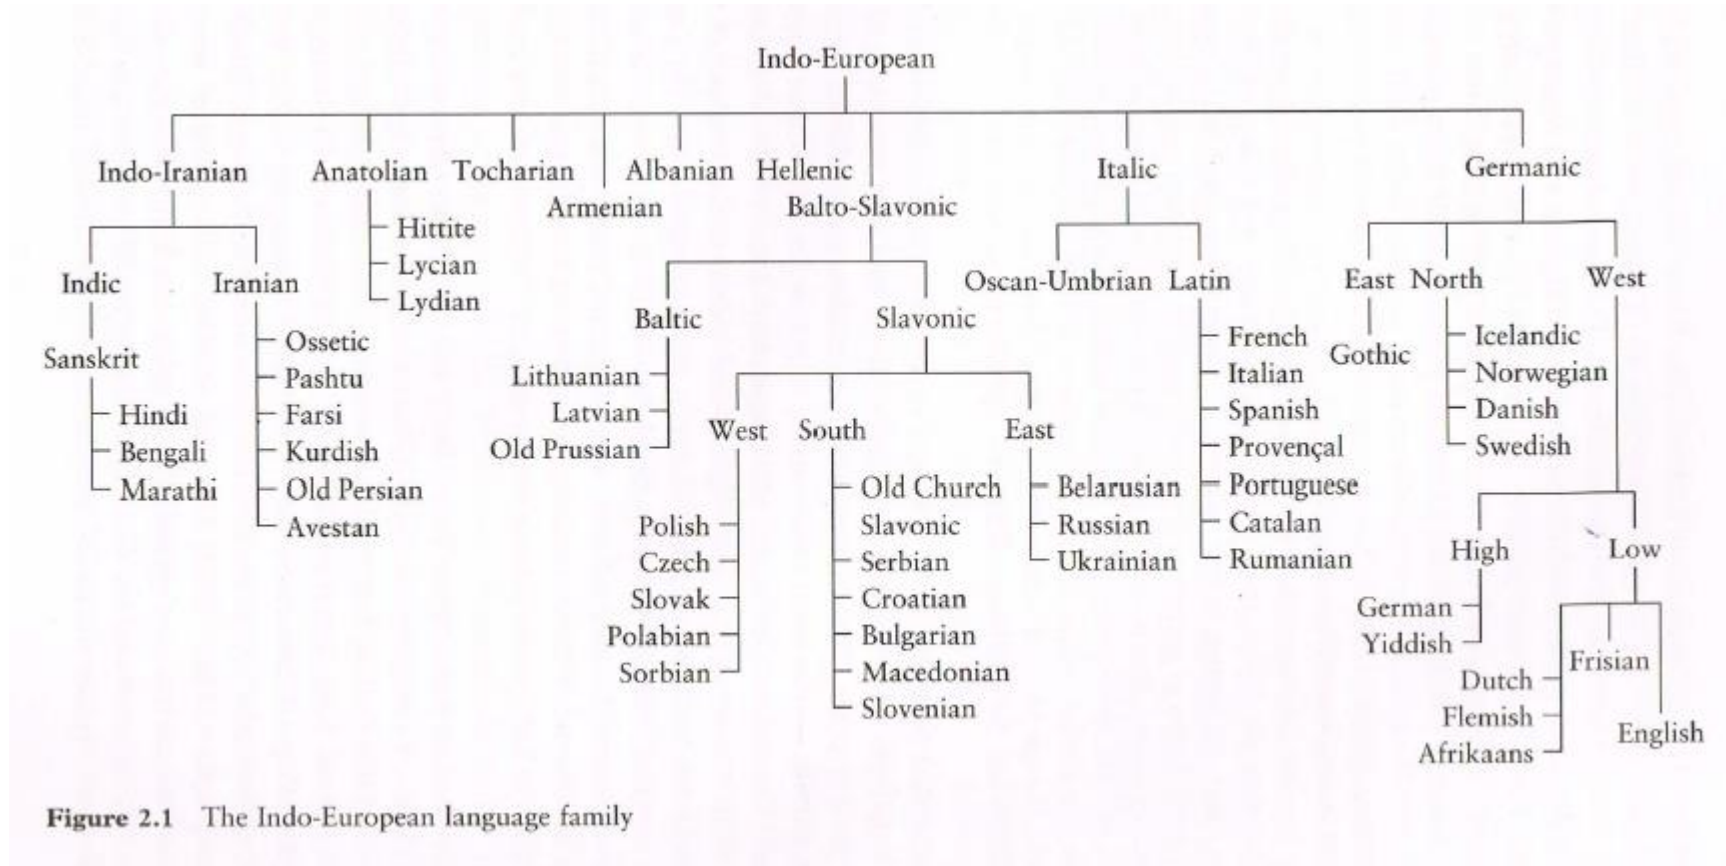 Indo-European
Indo-Iranian Anatolian Tocharian Albanian Hellenic Italic Germanic
Armenian Balto-Slavonic
Hittite
Lycian
Lydian
Indic Iranian
Oscan-Umbrian Latin
East North West
Baltic Slavonic
Sanskrit
Hindi
Bengali
Marathi
Ossetic
Pashtu
Farsi
Kurdish
Old Persian
Avestan
Lithuanian
Latvian
Old Prussian
West South East
Polish
Czech
Slovak
Polabian
Sorbian
Old Church
Slavonic
Serbian
Croatian
Bulgarian
Macedonian
Slovenian
Belarusian
Russian
Ukrainian
French
Italian
Spanish
Provençal
Portuguese
Catalan
Rumanian
Gothic
Icelandic
Norwegian
Danish
Swedish
High Low
German
Yiddish
Dutch
Flemish
Afrikaans
Frisian
English
Figure 2.1 The Indo-European language family